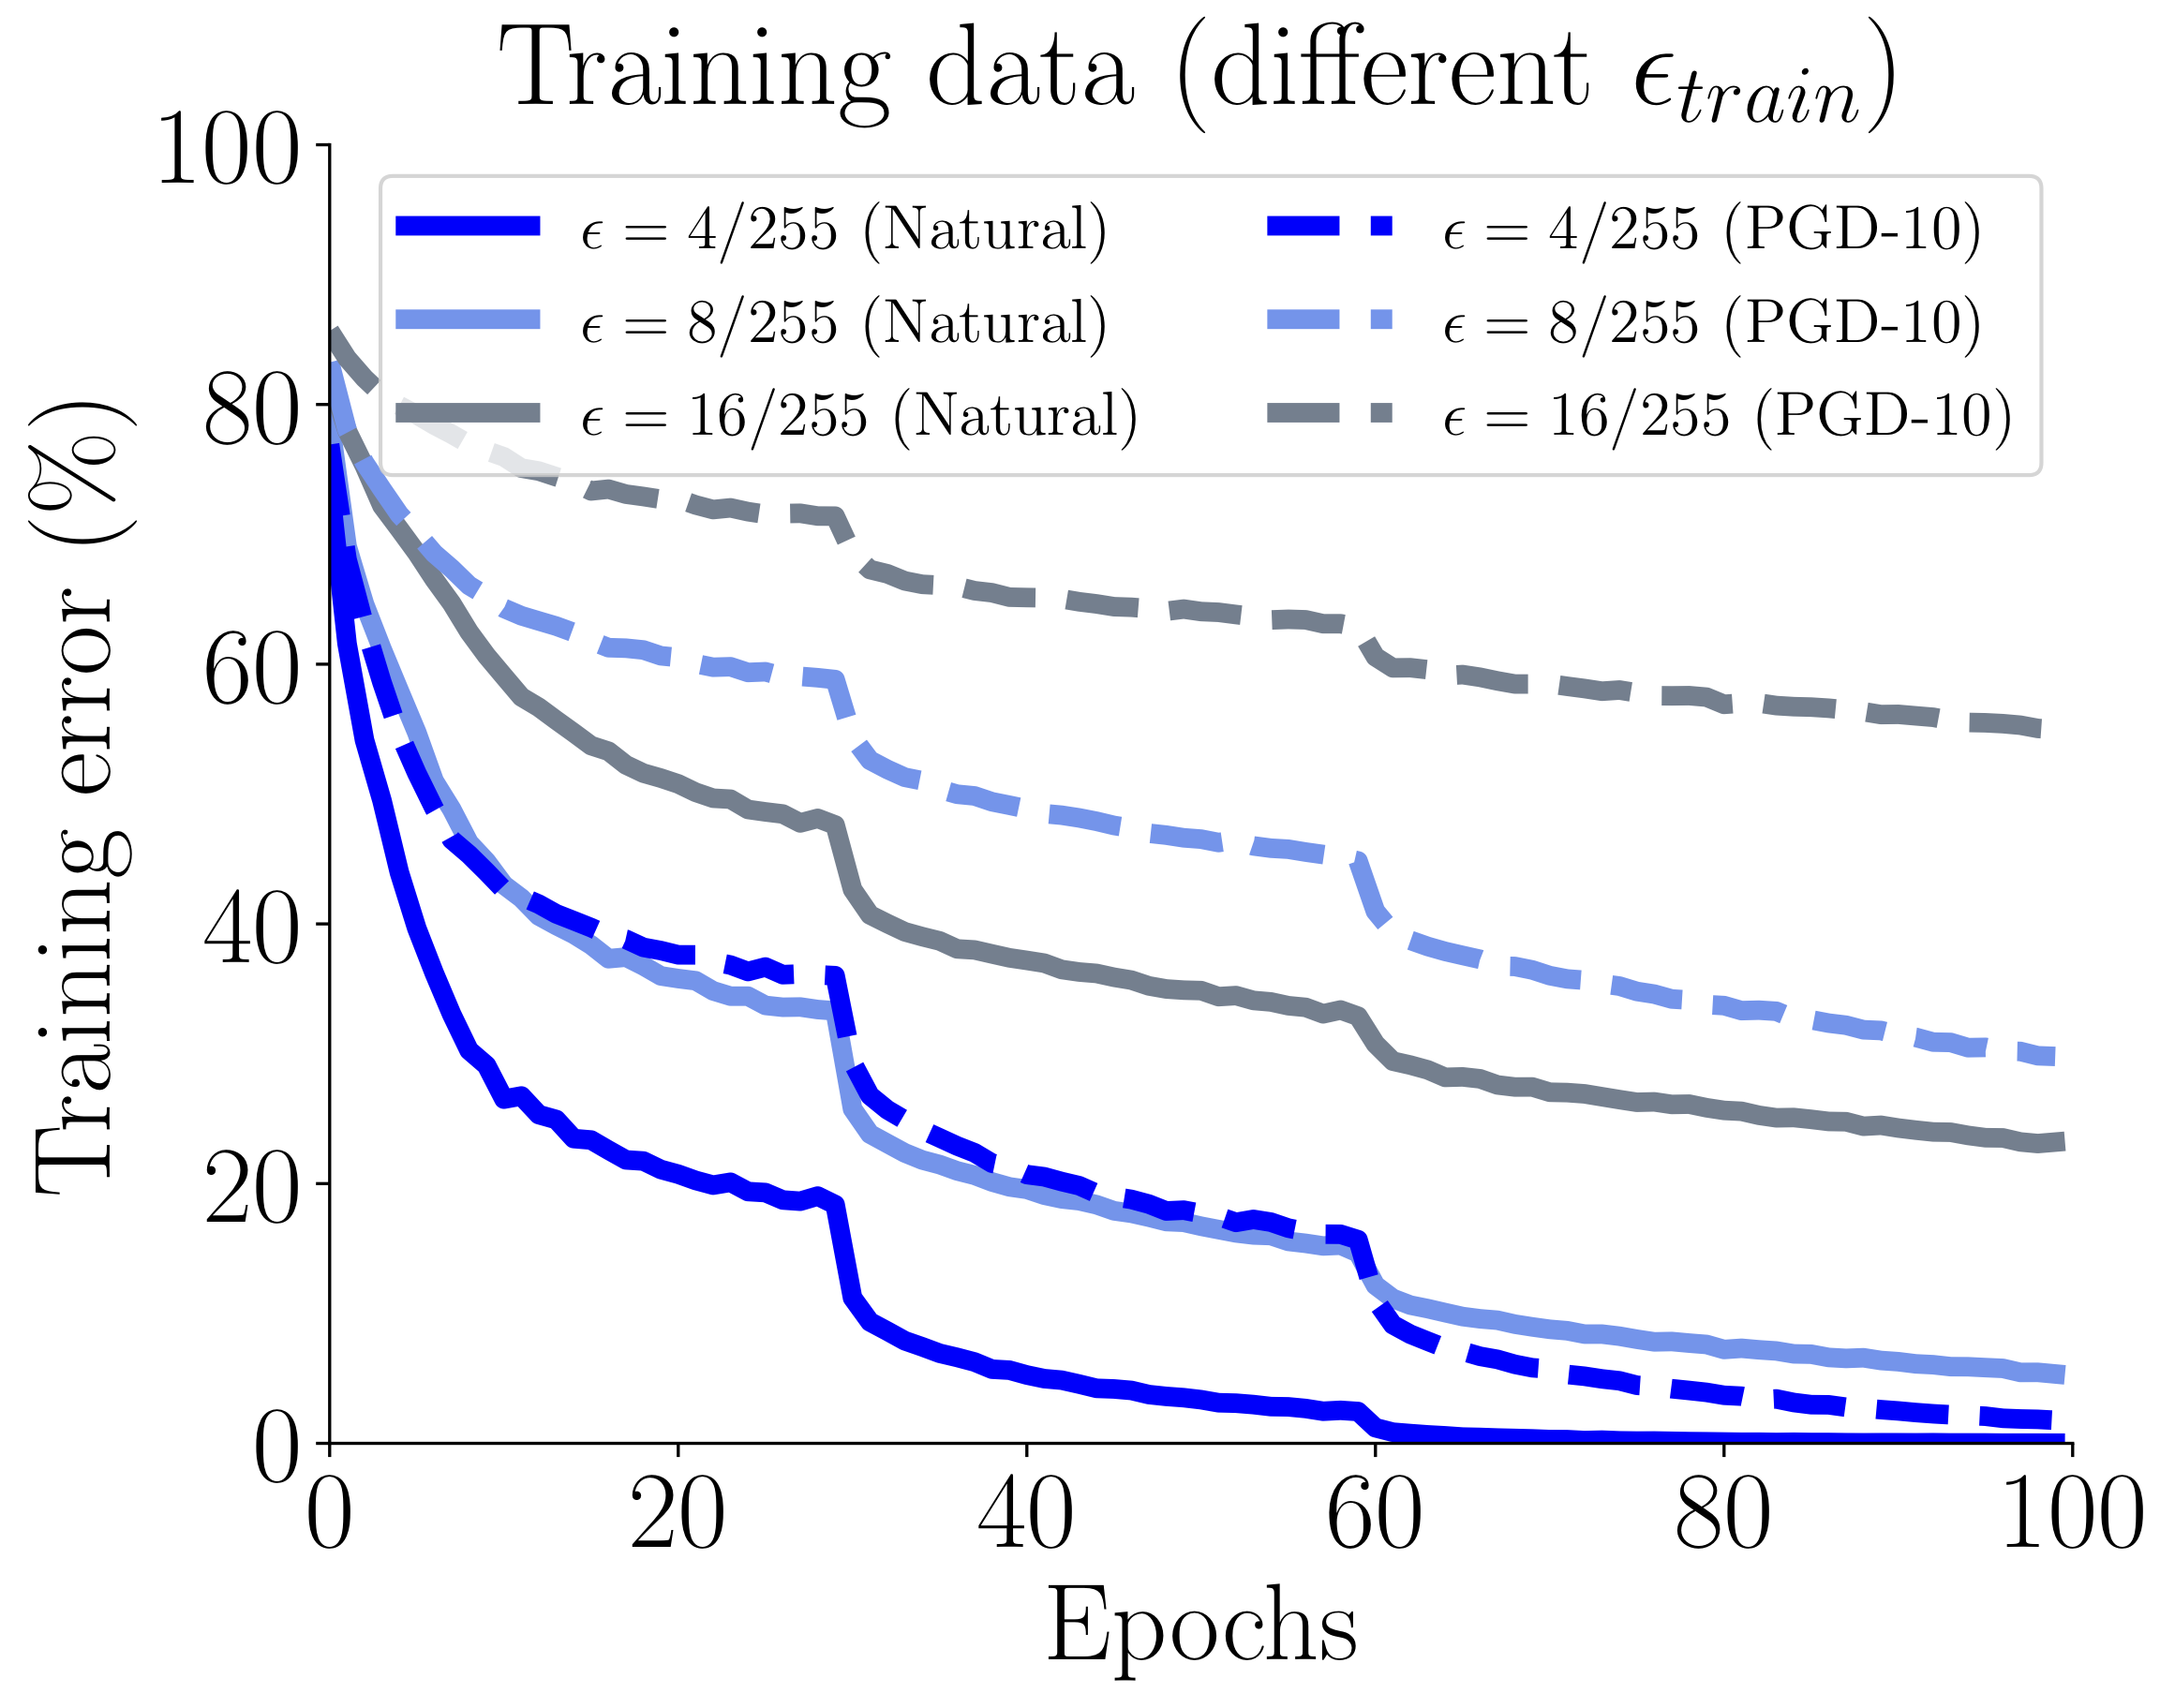 Training data (different ϵ_train)
100
80
60
40
20
0
Training error (%)
ϵ = 4/255 (Natural)
ϵ = 8/255 (Natural)
ϵ = 16/255 (Natural)
ϵ = 4/255 (PGD-10)
ϵ = 8/255 (PGD-10)
ϵ = 16/255 (PGD-10)
0 20 40 60 80 100
Epochs